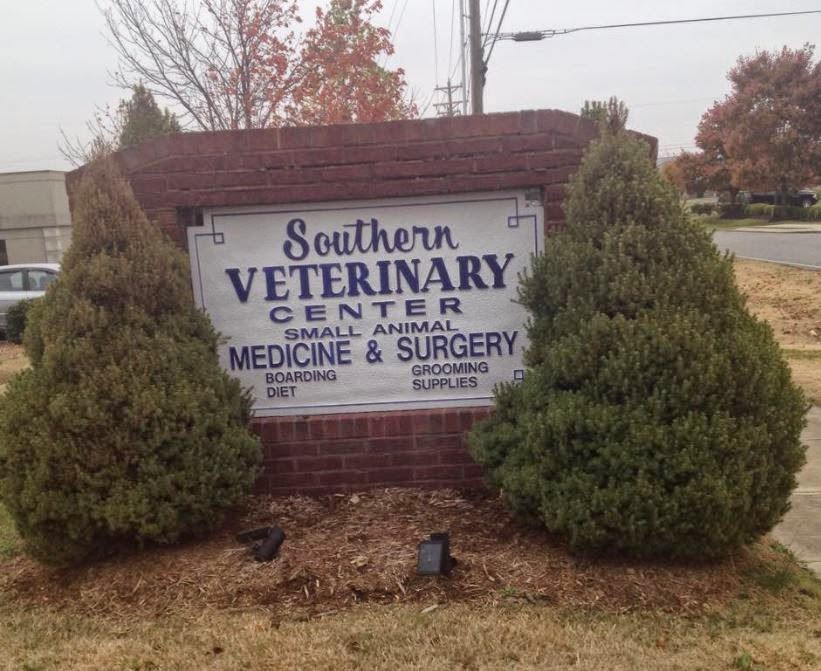 Southern
VETERINARY
CENTER
SMALL ANIMAL
MEDICINE & SURGERY
BOARDING GROOMING
DIET SUPPLIES